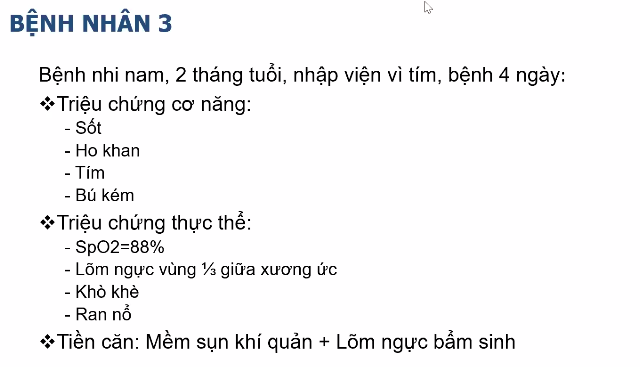 BỆNH NHÂN 3
Bệnh nhi nam, 2 tháng tuổi, nhập viện vì tím, bệnh 4 ngày:
❖Triệu chứng cơ năng:
- Sốt
- Ho khan
- Tím
- Bú kém
❖Triệu chứng thực thể:
- SpO2=88%
- Lõm ngực vùng ⅓ giữa xương ức
- Khò khè
- Ran nổ
❖Tiền căn: Mềm sụn khí quản + Lõm ngực bẩm sinh